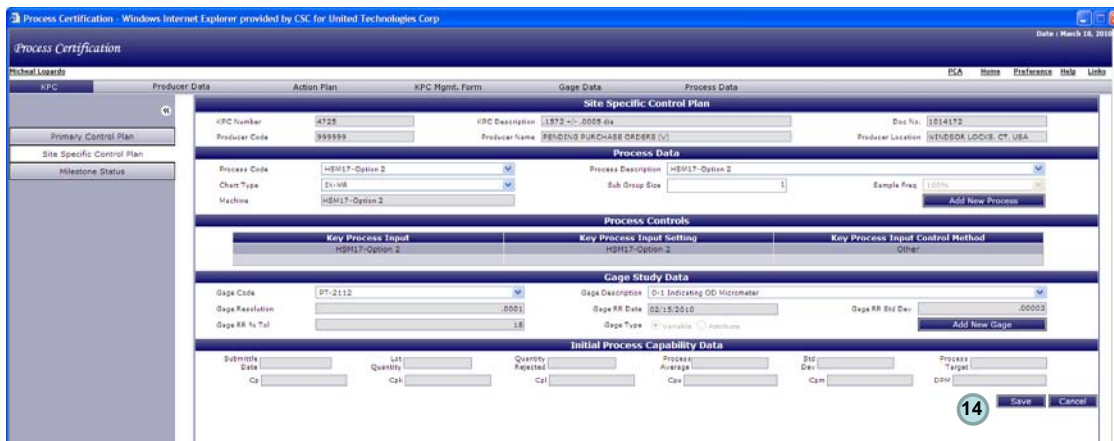 Process Certification - Windows Internet Explorer provided by CSC for United Technologies Corp
Date : March 18, 2010
Process Certification
Micheal Lopardo
PCA Home Preference Help Links
KPC Producer Data Action Plan KPC Mgmt. Form Gage Data Process Data
Site Specific Control Plan
KPC Number 4725 KPC Description .1572 +/- .0005 dia Doc No. 1014172
Primary Control Plan
Producer Code 999999 Producer Name PENDING PURCHASE ORDERS (V) Producer Location WINDSOR LOCKS, CT, USA
Site Specific Control Plan
Process Data
Milestone Status
Process Code HSM17-Option 2 Process Description HSM17-Option 2
Chart Type IX-MR Sub Group Size 1 Sample Freq 100%
Machine HSM17-Option 2 Add New Process
Process Controls
Key Process Input Key Process Input Setting Key Process Input Control Method
HSM17-Option 2 HSM17-Option 2 Other
Gage Study Data
Gage Code PT-2112 Gage Description 0-1 Indicating OD Micrometer
Gage Resolution .0001 Gage RR Date 02/15/2010 Gage RR Std Dev .00003
Gage RR % Tol 18 Gage Type Variable Attribute Add New Gage
Initial Process Capability Data
Submittle Date Lot Quantity Quantity Rejected Process Average Std Dev Process Target
Cp Cpk Cpl Cpu Cpm DPM
14 Save Cancel